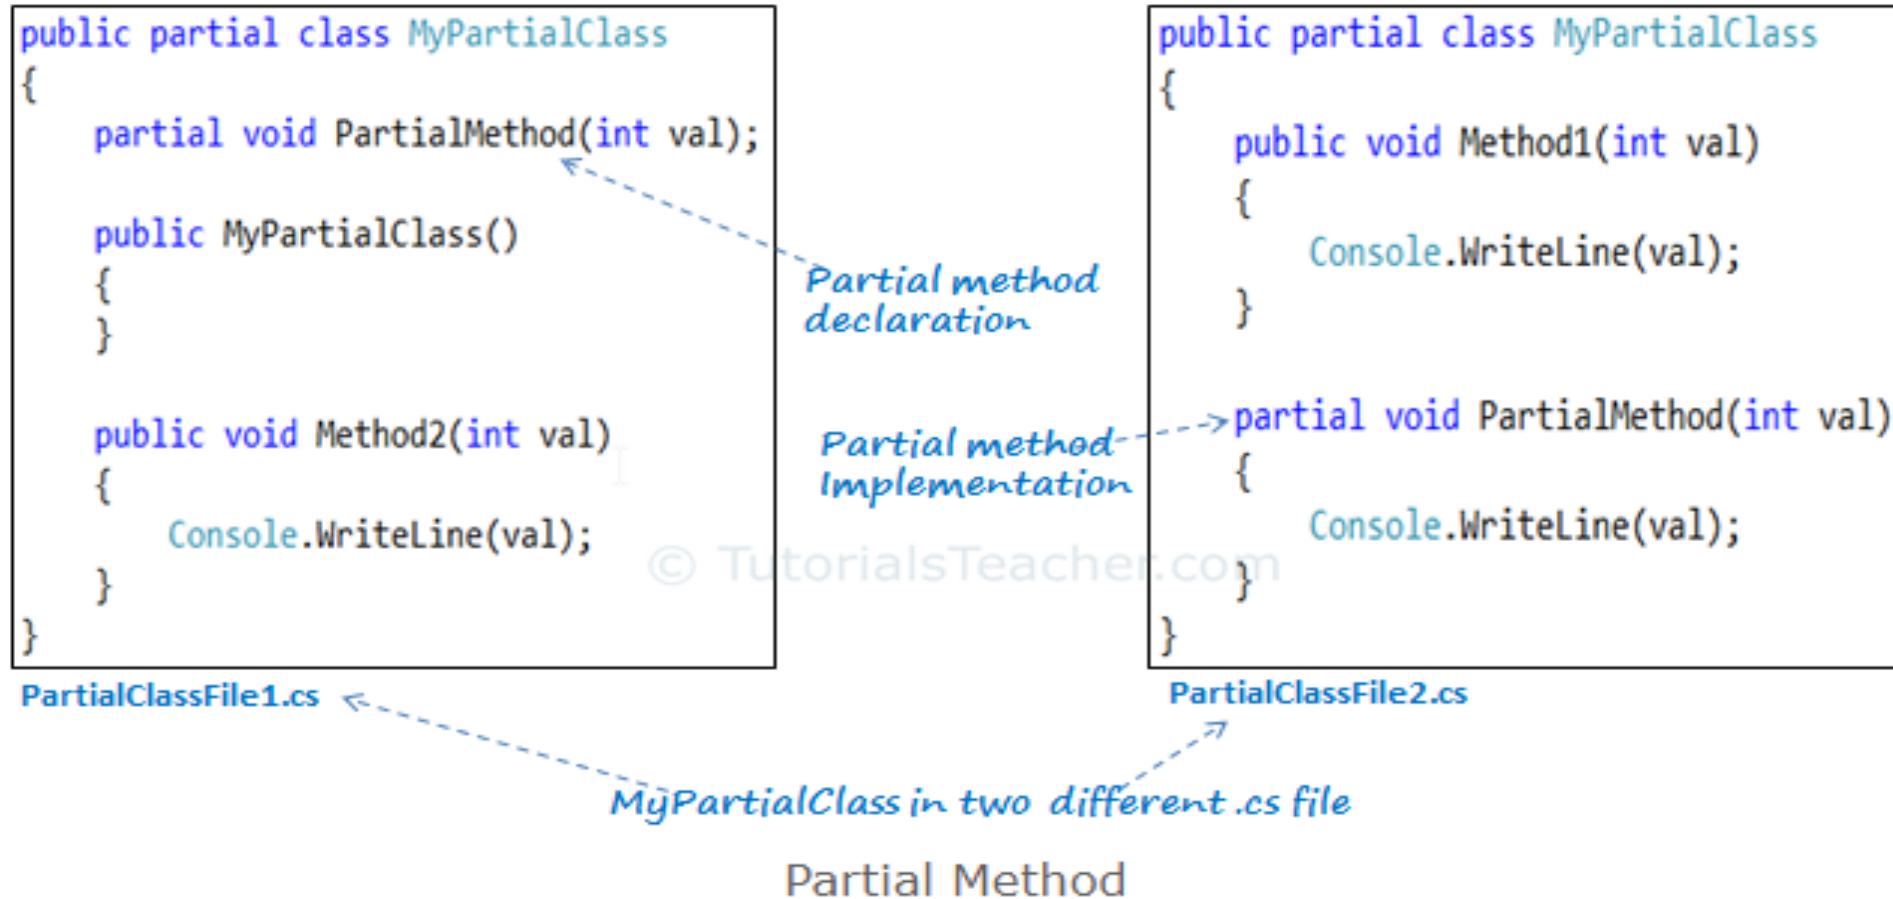 public partial class MyPartialClass
{
    partial void PartialMethod(int val);
    public MyPartialClass()
    {
    }
    public void Method2(int val)
    {
        Console.WriteLine(val);
    }
}
PartialClassFile1.cs
Partial method
declaration
Partial method
Implementation
public partial class MyPartialClass
{
    public void Method1(int val)
    {
        Console.WriteLine(val);
    }
    partial void PartialMethod(int val)
    {
        Console.WriteLine(val);
    }
}
PartialClassFile2.cs
© TutorialsTeacher.com
MyPartialClass in two different .cs file
Partial Method